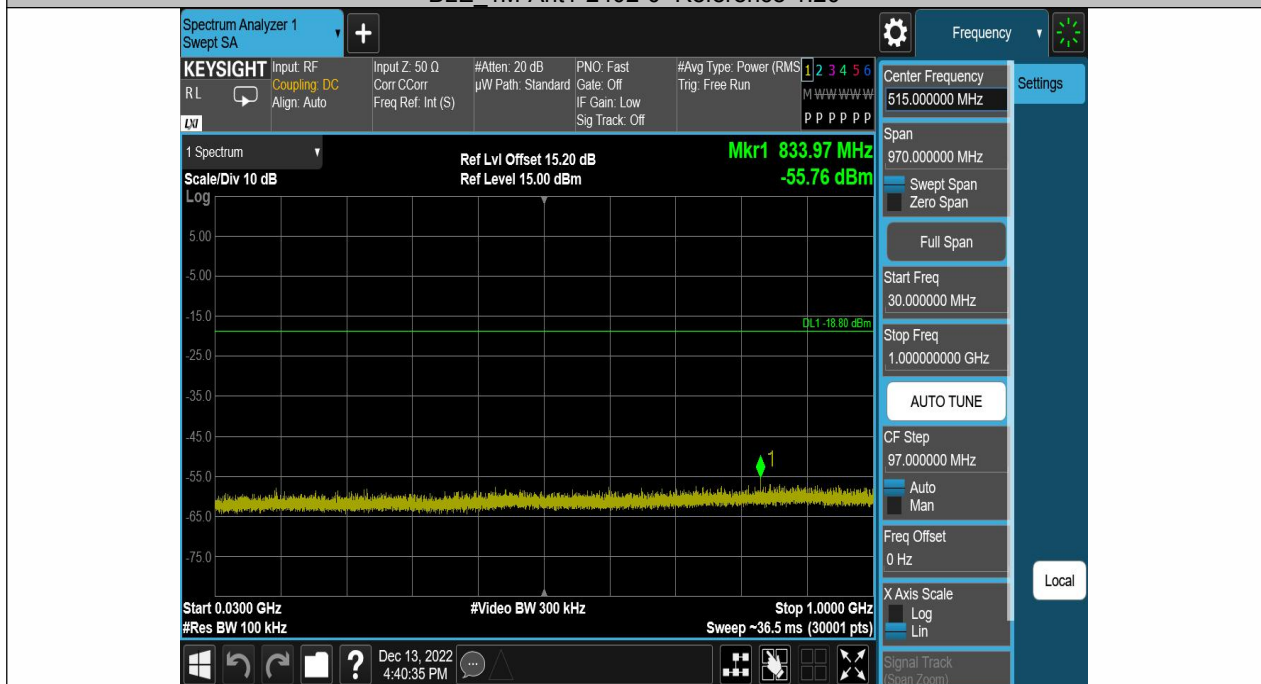 Spectrum Analyzer 1
Swept SA
+
Frequency
KEYSIGHT
RL
LXI
Input: RF
Coupling: DC
Align: Auto
Input Z: 50 Ω
Corr CCorr
Freq Ref: Int (S)
#Atten: 20 dB
µW Path: Standard
PNO: Fast
Gate: Off
IF Gain: Low
Sig Track: Off
#Avg Type: Power (RMS
Trig: Free Run
1 2 3 4 5 6
M W W W W W
P P P P P P
Center Frequency
515.000000 MHz
Settings
Span
970.000000 MHz
Swept Span
Zero Span
Full Span
Start Freq
30.000000 MHz
Stop Freq
1.000000000 GHz
AUTO TUNE
CF Step
97.000000 MHz
Auto
Man
Freq Offset
0 Hz
X Axis Scale
Log
Lin
Signal Track
(Span Zoom)
Local
1 Spectrum
Scale/Div 10 dB
Ref Lvl Offset 15.20 dB
Ref Level 15.00 dBm
Mkr1 833.97 MHz
-55.76 dBm
Log
5.00
-5.00
-15.0
DL1 -18.80 dBm
-25.0
-35.0
-45.0
1
-55.0
-65.0
-75.0
Start 0.0300 GHz
#Video BW 300 kHz
Stop 1.0000 GHz
#Res BW 100 kHz
Sweep ~36.5 ms (30001 pts)
?
Dec 13, 2022
4:40:35 PM